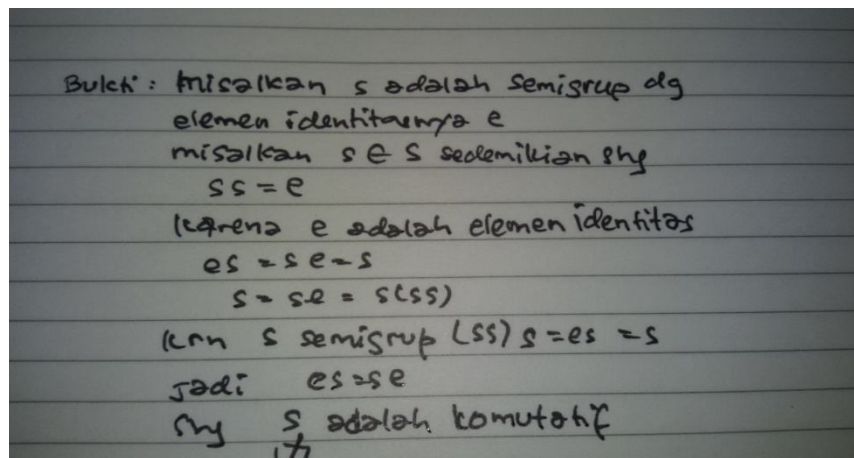 Bukti : misalkan s adalah semigrup dg
elemen identitasnya e
misalkan s ∈ S sedemikian shg
ss = e
karena e adalah elemen identitas
es = se = s
s = se = s(ss)
krn s semigrup (ss) s = es = s
Jadi es = se
shg S adalah komutatif